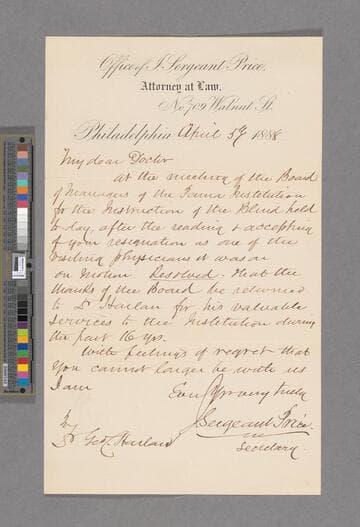 Office of J. Sergeant Price.
Attorney at Law.
No. 709 Walnut St.
Philadelphia April 5th 1888
My dear Doctor
At the meeting of the Board
of Managers of the Penna Institution
for the Instruction of the Blind held
to-day, after the reading & accepting
of your resignation as one of the
visiting Physicians it was on
on Motion Resolved. that the
thanks of the Board be returned
to Dr Harlan for his valuable
services to the Institution during
the past 16 yrs.
With feelings of regret that
you cannot longer be with us
I am
Yr very truly
J Sergeant Price
Secretary.
To
Dr Geo. C. Harlan